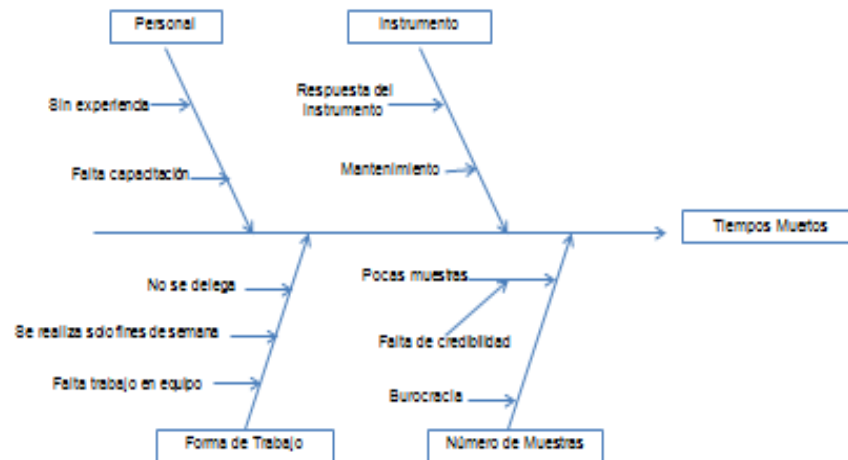 Personal
Instrumento
Sin experiencia
Falta capacitación
Respuesta del
Instrumento
Mantenimiento
Tiempos Muertos
No se delega
Se realiza solo fines de semana
Falta trabajo en equipo
Pocas muestras
Falta de credibilidad
Burocracia
Forma de Trabajo
Número de Muestras